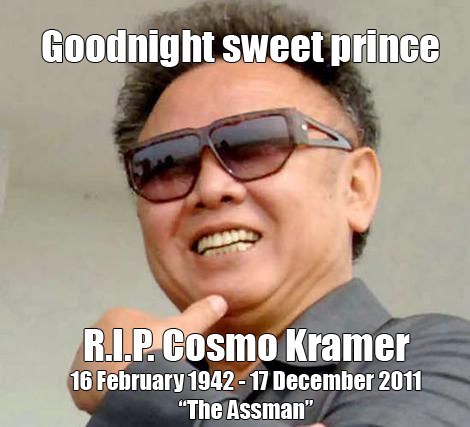 Goodnight sweet prince
R.I.P. Cosmo Kramer
16 February 1942 - 17 December 2011
“The Assman”